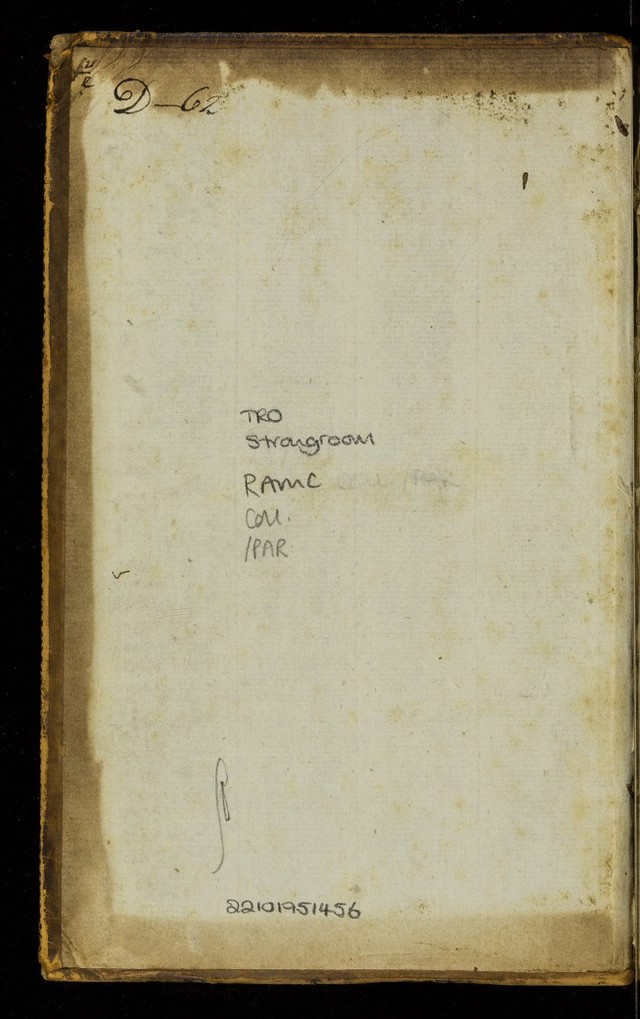 D-62
TRO
Strongroom
RAMC
Coll.
/PAR
22101951456